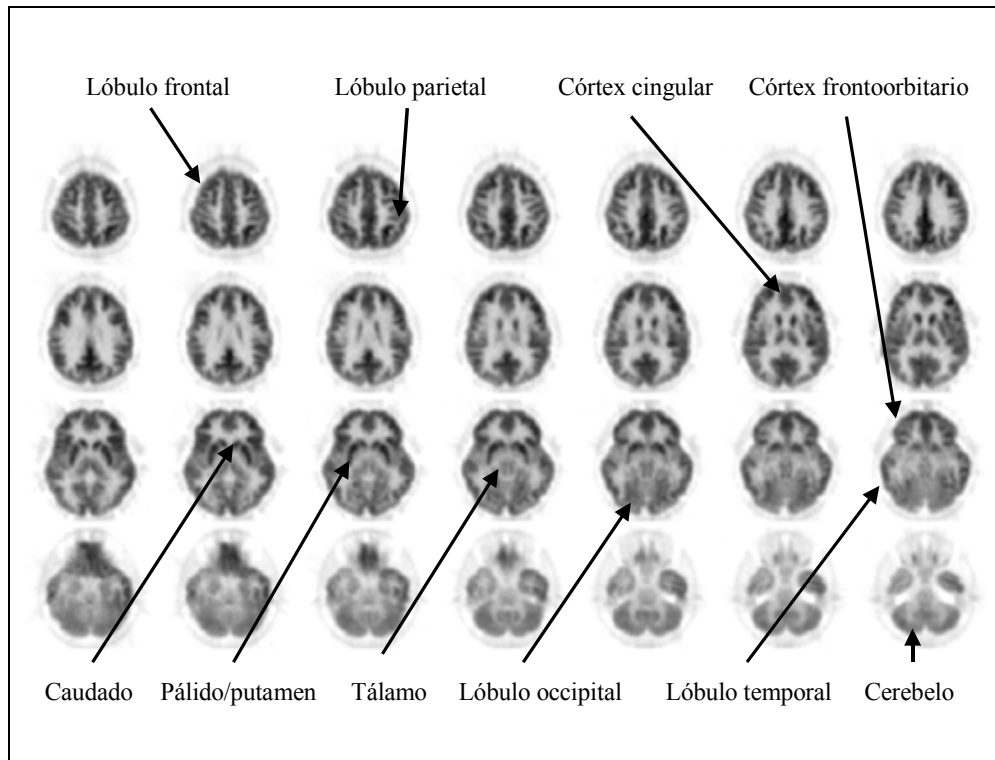 Lóbulo frontal
Lóbulo parietal
Córtex cingular
Córtex frontoorbitario
Caudado
Pálido/putamen
Tálamo
Lóbulo occipital
Lóbulo temporal
Cerebelo